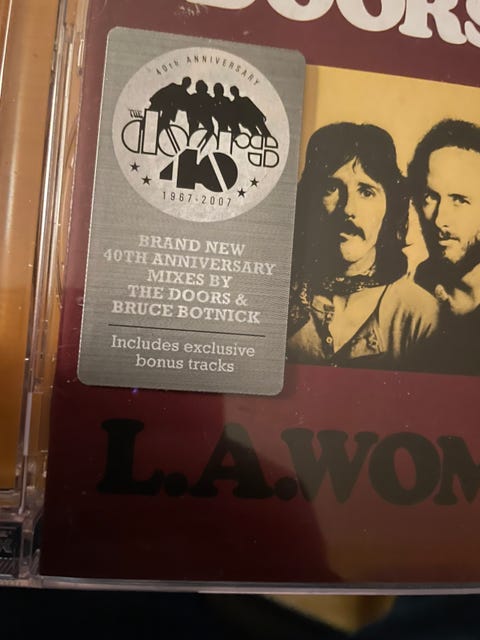 DOORS
40th ANNIVERSARY
THE
doors
40
1967-2007
BRAND NEW
40TH ANNIVERSARY
MIXES BY
THE DOORS &
BRUCE BOTNICK
Includes exclusive
bonus tracks
L.A.WOM